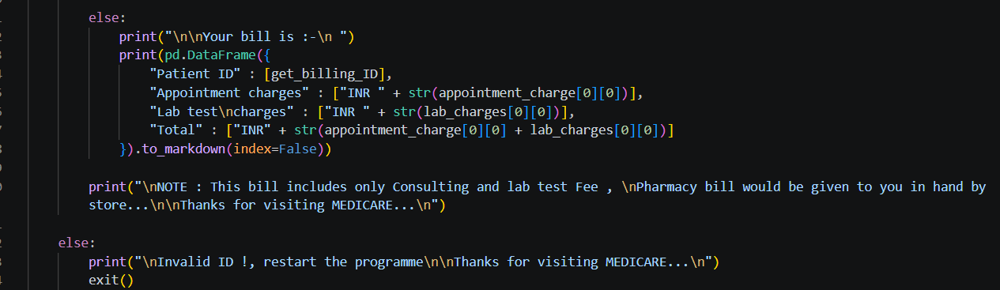 else:
print("\n\nYour bill is :-\n ")
print(pd.DataFrame({
"Patient ID" : [get_billing_ID],
"Appointment charges" : ["INR " + str(appointment_charge[0][0])],
"Lab test\ncharges" : ["INR " + str(lab_charges[0][0])],
"Total" : ["INR" + str(appointment_charge[0][0] + lab_charges[0][0])]
}).to_markdown(index=False))
print("\nNOTE : This bill includes only Consulting and lab test Fee , \nPharmacy bill would be given to you in hand by
store...\n\nThanks for visiting MEDICARE...\n")
else:
print("\nInvalid ID !, restart the programme\n\nThanks for visiting MEDICARE...\n")
exit()